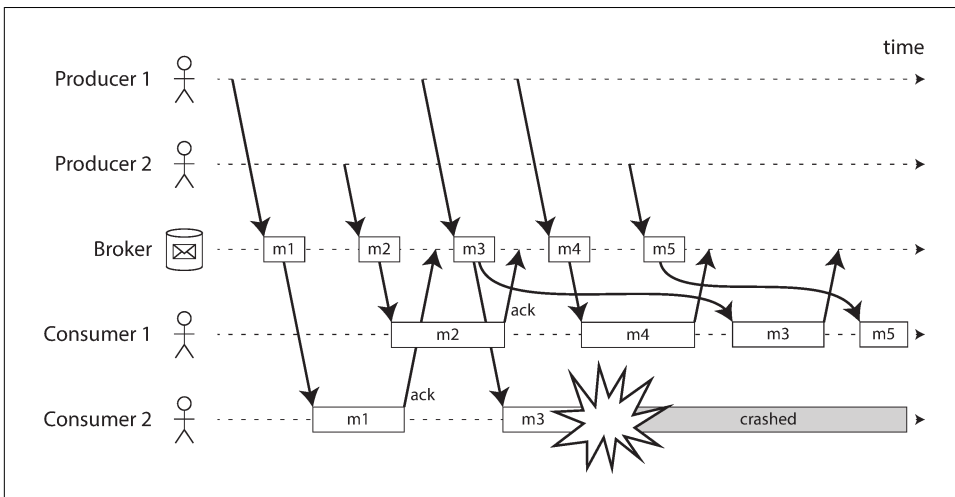 time
Producer 1
Producer 2
Broker
m1
m2
m3
m4
m5
ack
Consumer 1
m2
m4
m3
m5
ack
Consumer 2
m1
m3
crashed